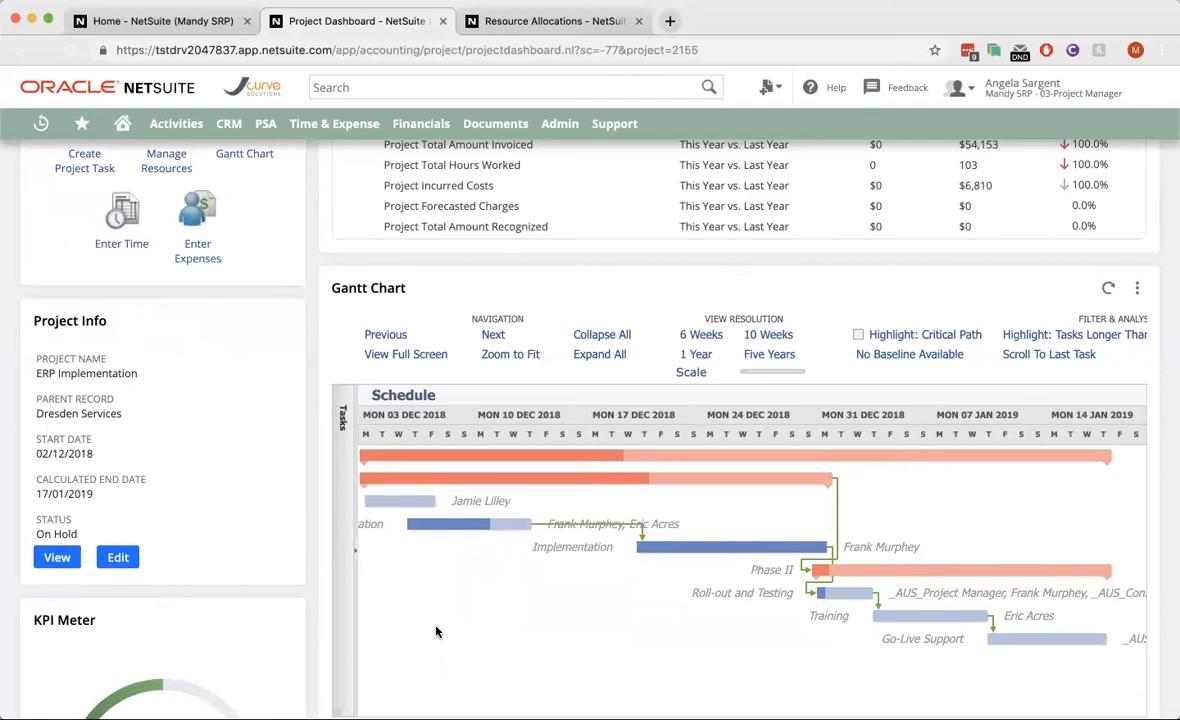 Home - NetSuite (Mandy SRP)
Project Dashboard - NetSuite
Resource Allocations - NetSuit
https://tstdrv2047837.app.netsuite.com/app/accounting/project/projectdashboard.nl?sc=-77&project=2155
9
DND
M
ORACLE NETSUITE
Jcurve SOLUTIONS
Search
Help
Feedback
Angela Sargent
Mandy SRP - 03-Project Manager
Activities CRM PSA Time & Expense Financials Documents Admin Support
Create Project Task
Manage Resources
Gantt Chart
Enter Time
Enter Expenses
Project Total Amount Invoiced This Year vs. Last Year $0 $54,153 100.0%
Project Total Hours Worked This Year vs. Last Year 0 103 100.0%
Project Incurred Costs This Year vs. Last Year $0 $6,810 100.0%
Project Forecasted Charges This Year vs. Last Year $0 $0 0.0%
Project Total Amount Recognized This Year vs. Last Year $0 $0 0.0%
Project Info
PROJECT NAME
ERP Implementation
PARENT RECORD
Dresden Services
START DATE
02/12/2018
CALCULATED END DATE
17/01/2019
STATUS
On Hold
View Edit
KPI Meter
Gantt Chart
NAVIGATION VIEW RESOLUTION FILTER & ANALYS
Previous Next Collapse All 6 Weeks 10 Weeks Highlight: Critical Path Highlight: Tasks Longer Than
View Full Screen Zoom to Fit Expand All 1 Year Five Years No Baseline Available Scroll To Last Task
Scale
Tasks
Schedule
MON 03 DEC 2018 MON 10 DEC 2018 MON 17 DEC 2018 MON 24 DEC 2018 MON 31 DEC 2018 MON 07 JAN 2019 MON 14 JAN 2019
M T W T F S S M T W T F S S M T W T F S S M T W T F S S M T W T F S S M T W T F S S M T W T F S
Jamie Lilley
ation Frank Murphey, Eric Acres
Implementation Frank Murphey
Phase II
Roll-out and Testing _AUS_Project Manager, Frank Murphey, _AUS_Cons
Training Eric Acres
Go-Live Support _AUS